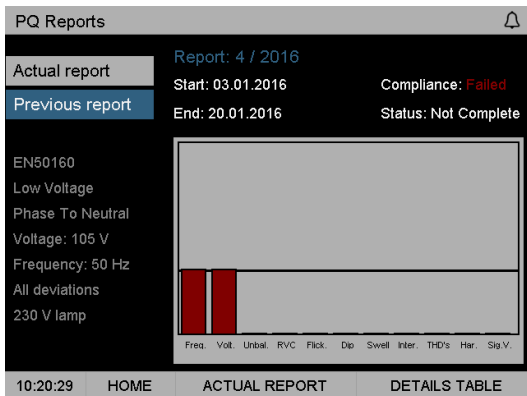 PQ Reports
Actual report
Previous report
Report: 4 / 2016
Start: 03.01.2016
Compliance: Failed
End: 20.01.2016
Status: Not Complete
EN50160
Low Voltage
Phase To Neutral
Voltage: 105 V
Frequency: 50 Hz
All deviations
230 V lamp
Freq. Volt. Unbal. RVC Flick. Dip Swell Inter. THD's Har. Sig.V.
10:20:29 HOME ACTUAL REPORT DETAILS TABLE